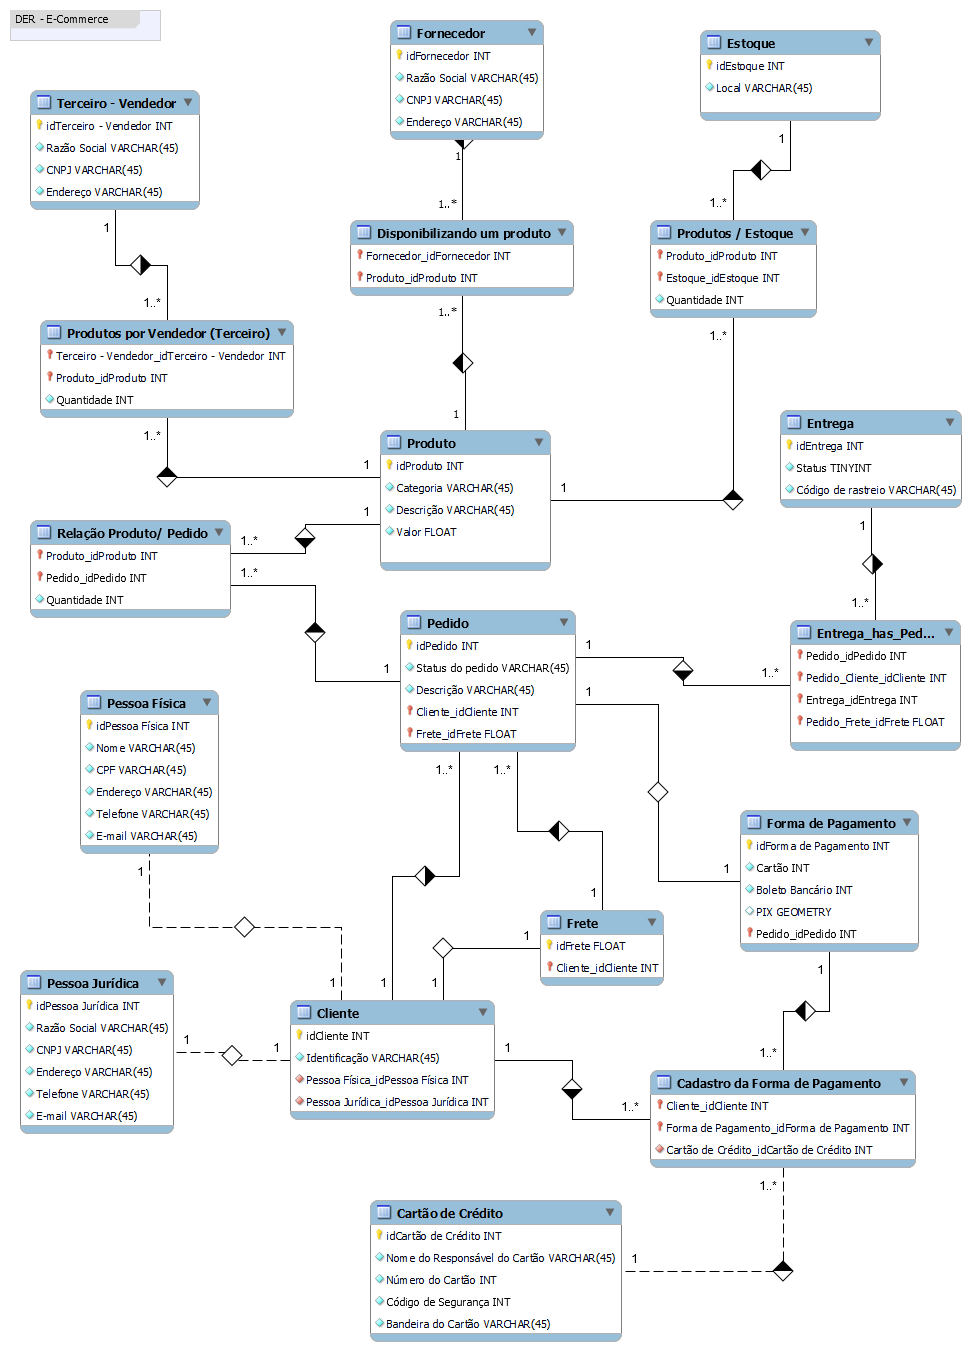 DER - E-Commerce
Fornecedor
idFornecedor INT
Razão Social VARCHAR(45)
CNPJ VARCHAR(45)
Endereço VARCHAR(45)
1
1..*
Estoque
idEstoque INT
Local VARCHAR(45)
1
1..*
Terceiro - Vendedor
idTerceiro - Vendedor INT
Razão Social VARCHAR(45)
CNPJ VARCHAR(45)
Endereço VARCHAR(45)
1
1..*
Disponibilizando um produto
Fornecedor_idFornecedor INT
Produto_idProduto INT
1..*
1
Produtos / Estoque
Produto_idProduto INT
Estoque_idEstoque INT
Quantidade INT
1..*
1
Produtos por Vendedor (Terceiro)
Terceiro - Vendedor_idTerceiro - Vendedor INT
Produto_idProduto INT
Quantidade INT
1..*
1
Produto
idProduto INT
Categoria VARCHAR(45)
Descrição VARCHAR(45)
Valor FLOAT
1
1..*
Entrega
idEntrega INT
Status TINYINT
Código de rastreio VARCHAR(45)
1
1..*
Relação Produto/ Pedido
Produto_idProduto INT
Pedido_idPedido INT
Quantidade INT
1..*
1
Pedido
idPedido INT
Status do pedido VARCHAR(45)
Descrição VARCHAR(45)
Cliente_idCliente INT
Frete_idFrete FLOAT
1
1..*
1
1..*
1..*
Entrega_has_Ped...
Pedido_idPedido INT
Pedido_Cliente_idCliente INT
Entrega_idEntrega INT
Pedido_Frete_idFrete FLOAT
Pessoa Física
idPessoa Física INT
Nome VARCHAR(45)
CPF VARCHAR(45)
Endereço VARCHAR(45)
Telefone VARCHAR(45)
E-mail VARCHAR(45)
1
1
Forma de Pagamento
idForma de Pagamento INT
Cartão INT
Boleto Bancário INT
PIX GEOMETRY
Pedido_idPedido INT
1
1
1..*
Frete
idFrete FLOAT
Cliente_idCliente INT
1
1
1
1
Pessoa Jurídica
idPessoa Jurídica INT
Razão Social VARCHAR(45)
CNPJ VARCHAR(45)
Endereço VARCHAR(45)
Telefone VARCHAR(45)
E-mail VARCHAR(45)
1
1
Cliente
idCliente INT
Identificação VARCHAR(45)
Pessoa Física_idPessoa Física INT
Pessoa Jurídica_idPessoa Jurídica INT
1
1..*
Cadastro da Forma de Pagamento
Cliente_idCliente INT
Forma de Pagamento_idForma de Pagamento INT
Cartão de Crédito_idCartão de Crédito INT
1..*
1
Cartão de Crédito
idCartão de Crédito INT
Nome do Responsável do Cartão VARCHAR(45)
Número do Cartão INT
Código de Segurança INT
Bandeira do Cartão VARCHAR(45)